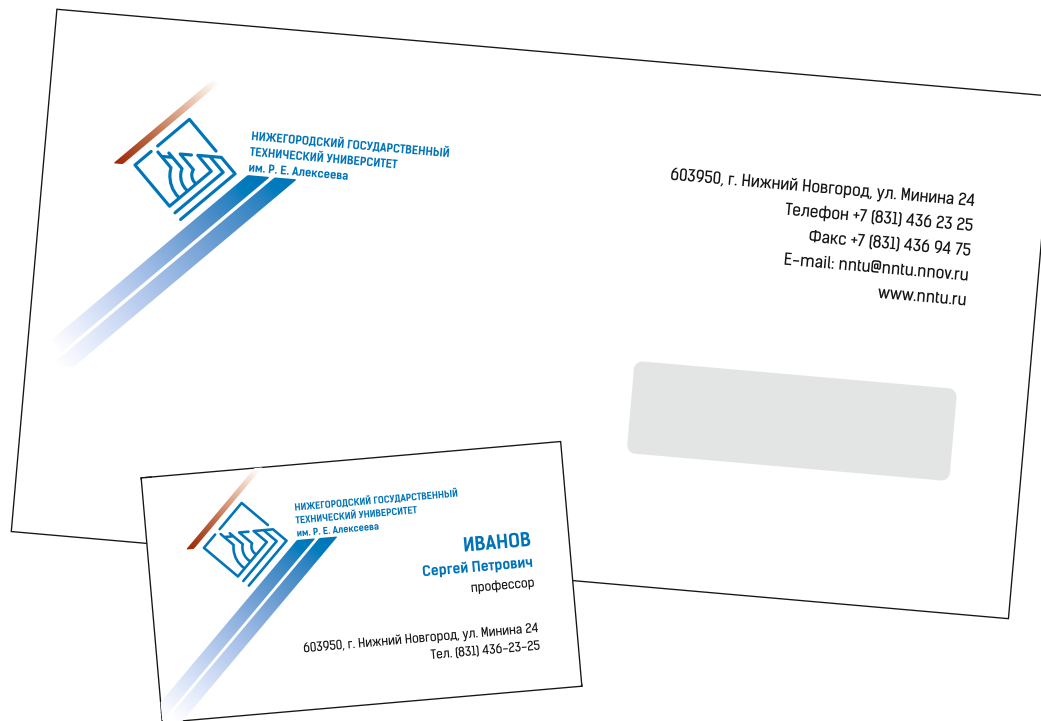 НИЖЕГОРОДСКИЙ ГОСУДАРСТВЕННЫЙ
ТЕХНИЧЕСКИЙ УНИВЕРСИТЕТ
им. Р. Е. Алексеева
603950, г. Нижний Новгород, ул. Минина 24
Телефон +7 (831) 436 23 25
Факс +7 (831) 436 94 75
E-mail: nntu@nntu.nnov.ru
www.nntu.ru
НИЖЕГОРОДСКИЙ ГОСУДАРСТВЕННЫЙ
ТЕХНИЧЕСКИЙ УНИВЕРСИТЕТ
им. Р. Е. Алексеева
ИВАНОВ
Сергей Петрович
профессор
603950, г. Нижний Новгород, ул. Минина 24
Тел. (831) 436-23-25